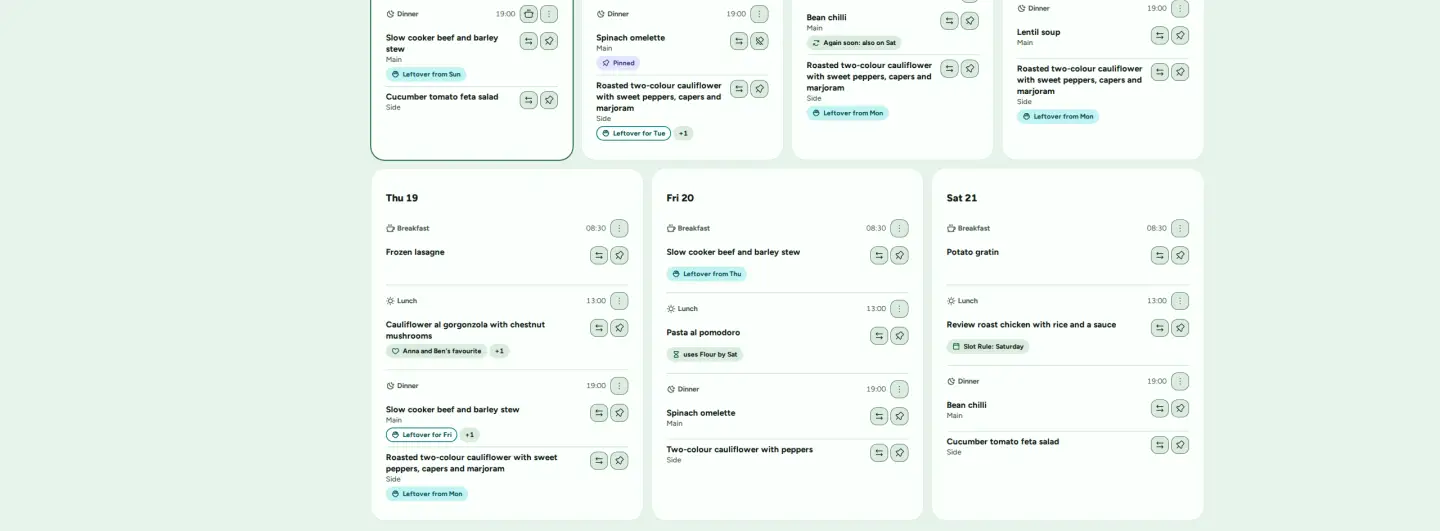 Dinner 19:00
Slow cooker beef and barley
stew
Main
Leftover from Sun
Cucumber tomato feta salad
Side
Dinner 19:00
Spinach omelette
Main
Pinned
Roasted two-colour cauliflower
with sweet peppers, capers and
marjoram
Side
Leftover for Tue +1
Bean chilli
Main
Again soon: also on Sat
Roasted two-colour cauliflower
with sweet peppers, capers and
marjoram
Side
Leftover from Mon
Dinner 19:00
Lentil soup
Main
Roasted two-colour cauliflower
with sweet peppers, capers and
marjoram
Side
Leftover from Mon
Thu 19
Breakfast 08:30
Frozen lasagne
Lunch 13:00
Cauliflower al gorgonzola with chestnut
mushrooms
Anna and Ben's favourite +1
Dinner 19:00
Slow cooker beef and barley stew
Main
Leftover for Fri +1
Roasted two-colour cauliflower with sweet
peppers, capers and marjoram
Side
Leftover from Mon
Fri 20
Breakfast 08:30
Slow cooker beef and barley stew
Leftover from Thu
Lunch 13:00
Pasta al pomodoro
uses Flour by Sat
Dinner 19:00
Spinach omelette
Main
Two-colour cauliflower with peppers
Side
Sat 21
Breakfast 08:30
Potato gratin
Lunch 13:00
Review roast chicken with rice and a sauce
Slot Rule: Saturday
Dinner 19:00
Bean chilli
Main
Cucumber tomato feta salad
Side